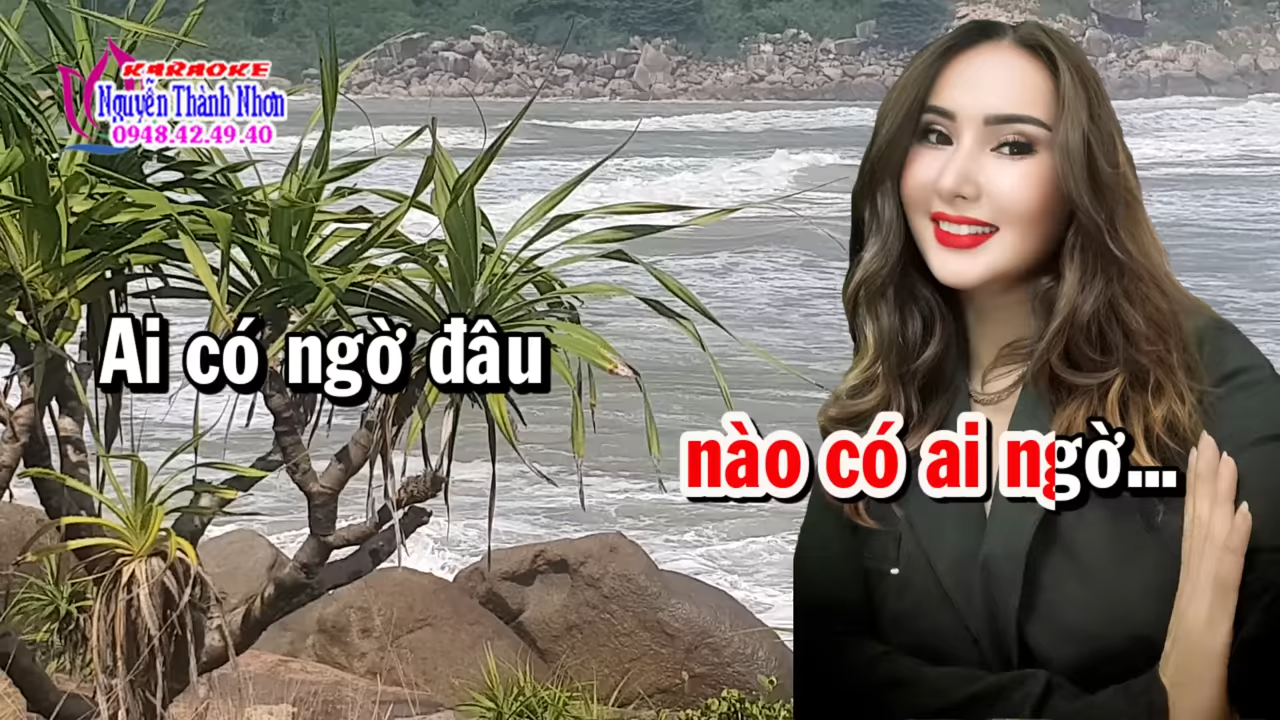 KARAOKE
Nguyễn Thành Nhơn
0948.42.49.40
Ai có ngờ đâu
nào có ai ngờ...